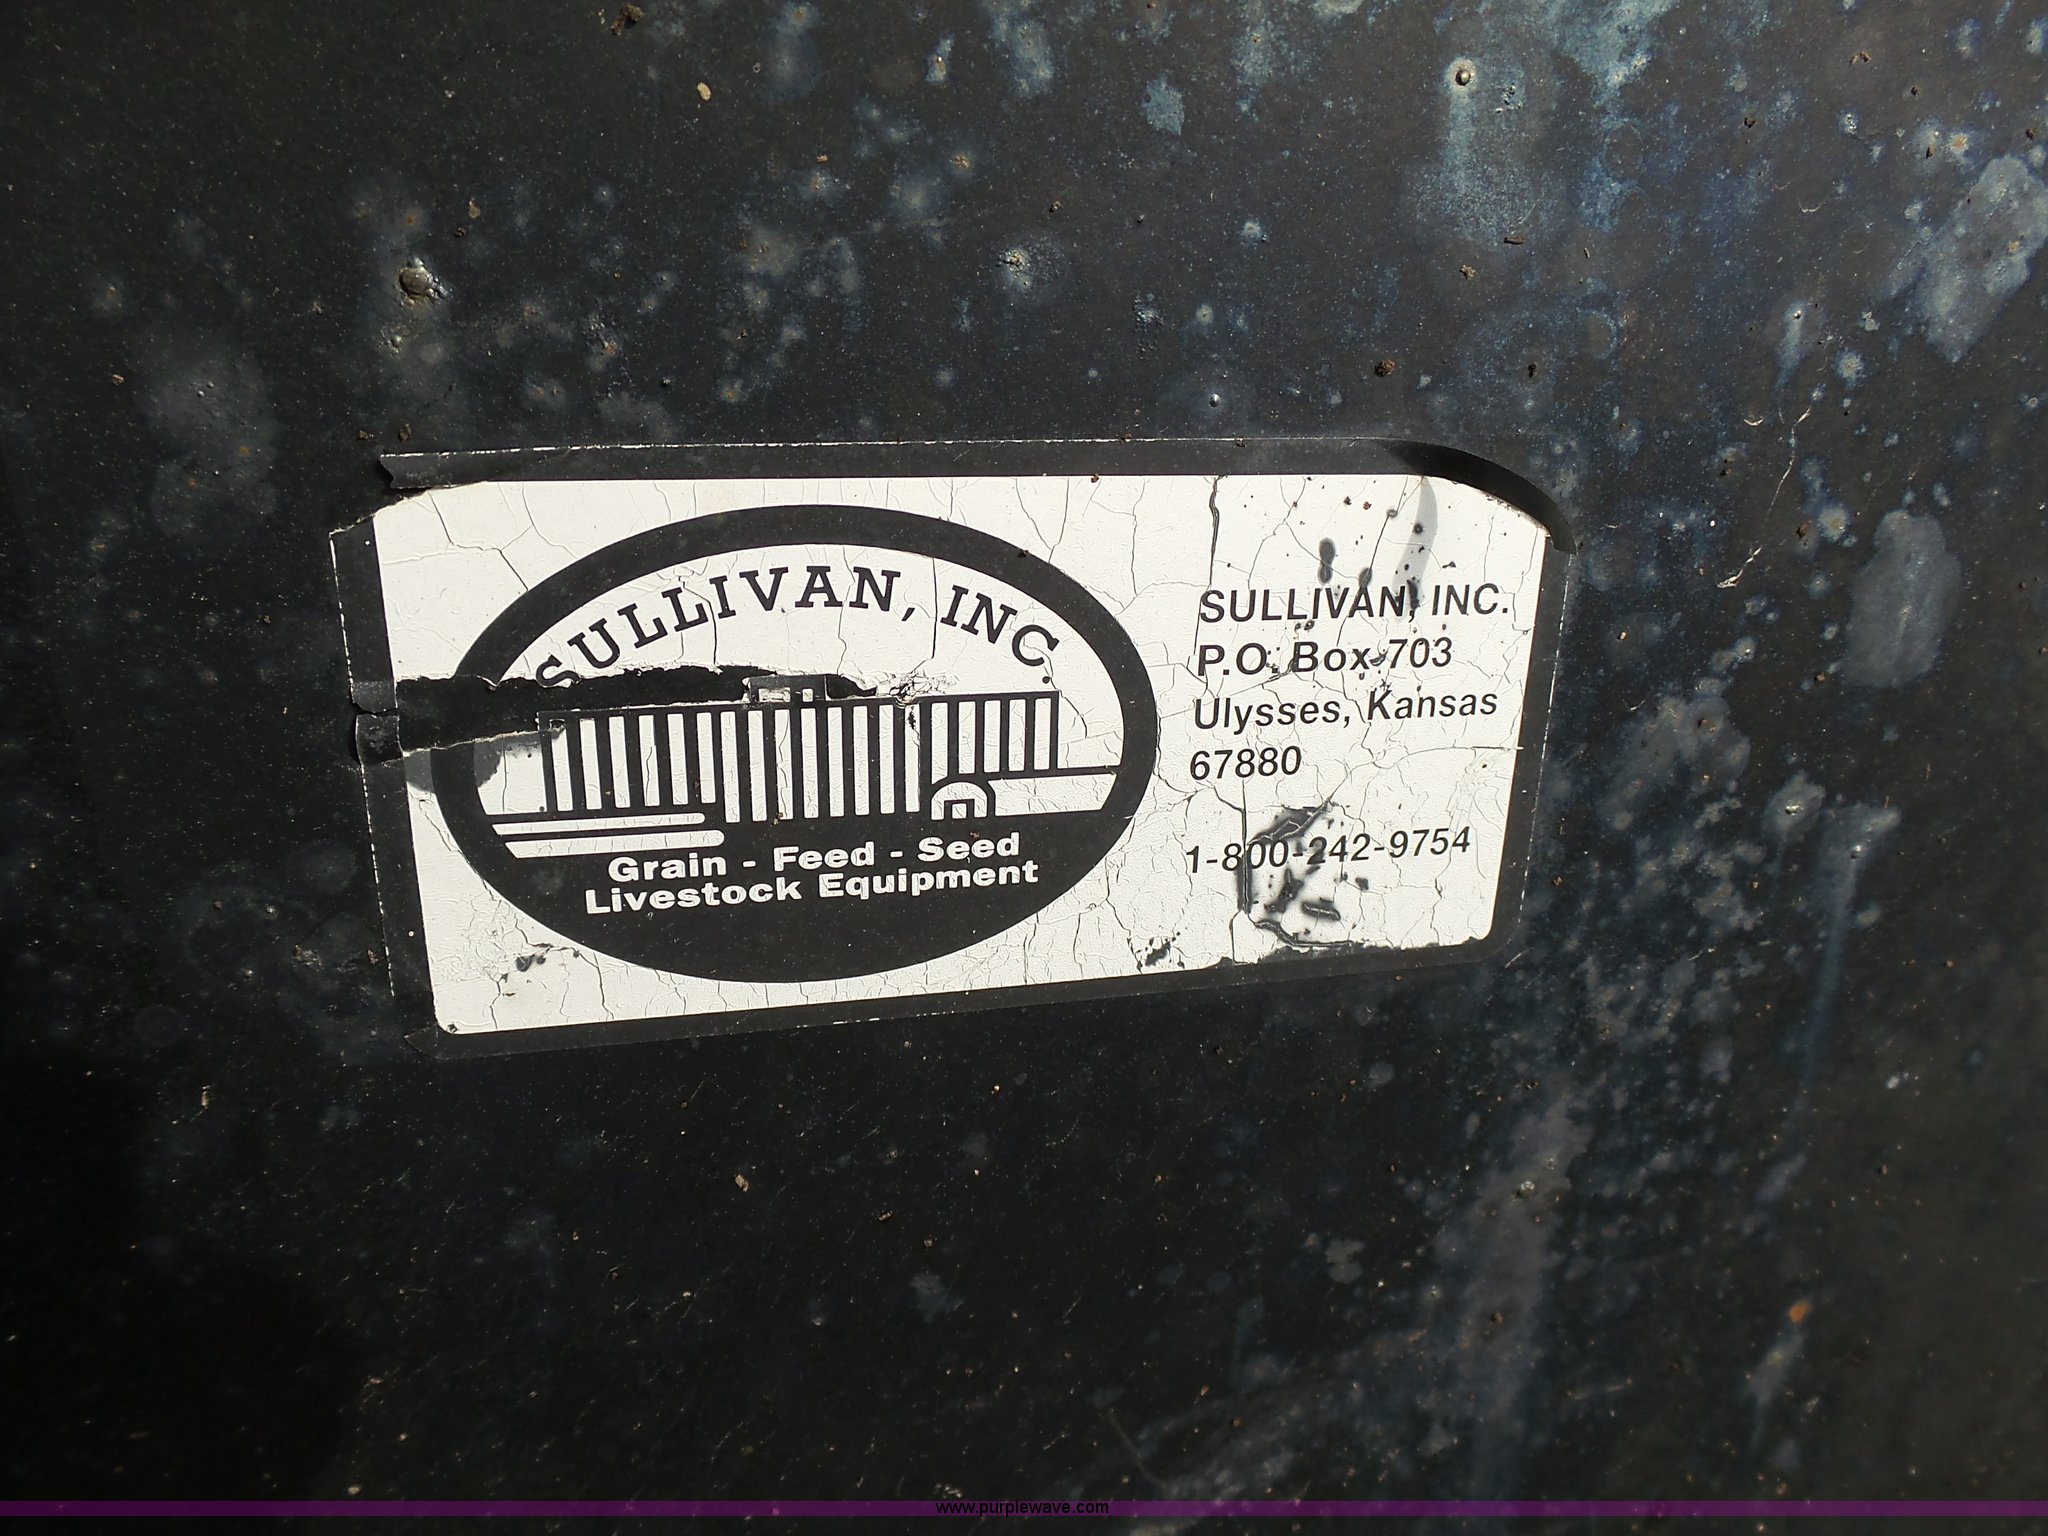 SULLIVAN, INC.
Grain - Feed - Seed
Livestock Equipment
SULLIVAN, INC.
P.O. Box 703
Ulysses, Kansas
67880
1-800-242-9754
www.purplewave.com